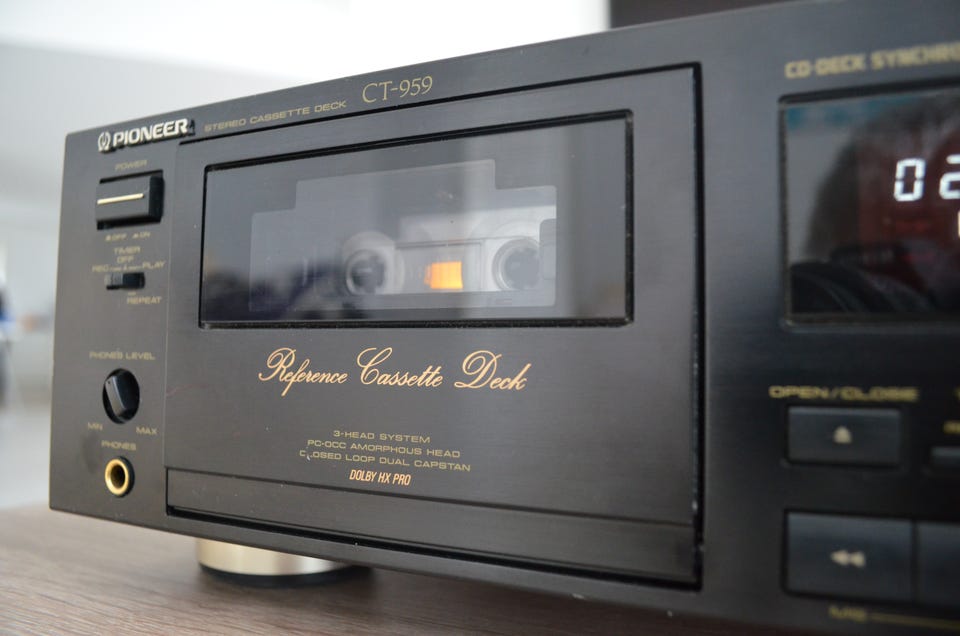 PIONEER
STEREO CASSETTE DECK CT-959
CD·DECK SYNCHRO
POWER
OFF ON
TIMER
OFF
REC PLAY
REPEAT
02
Reference Cassette Deck
PHONES LEVEL
MIN MAX
PHONES
3-HEAD SYSTEM
PC-OCC AMORPHOUS HEAD
CLOSED LOOP DUAL CAPSTAN
DOLBY HX PRO
OPEN/CLOSE